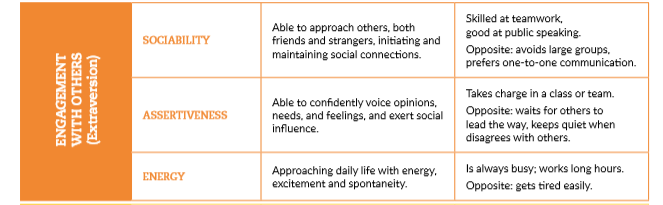 ENGAGEMENT
WITH OTHERS
(Extraversion)
SOCIABILITY
Able to approach others, both
friends and strangers, initiating and
maintaining social connections.
Skilled at teamwork,
good at public speaking.
Opposite: avoids large groups,
prefers one-to-one communication.
ASSERTIVENESS
Able to confidently voice opinions,
needs, and feelings, and exert social
influence.
Takes charge in a class or team.
Opposite: waits for others to
lead the way, keeps quiet when
disagrees with others.
ENERGY
Approaching daily life with energy,
excitement and spontaneity.
Is always busy; works long hours.
Opposite: gets tired easily.